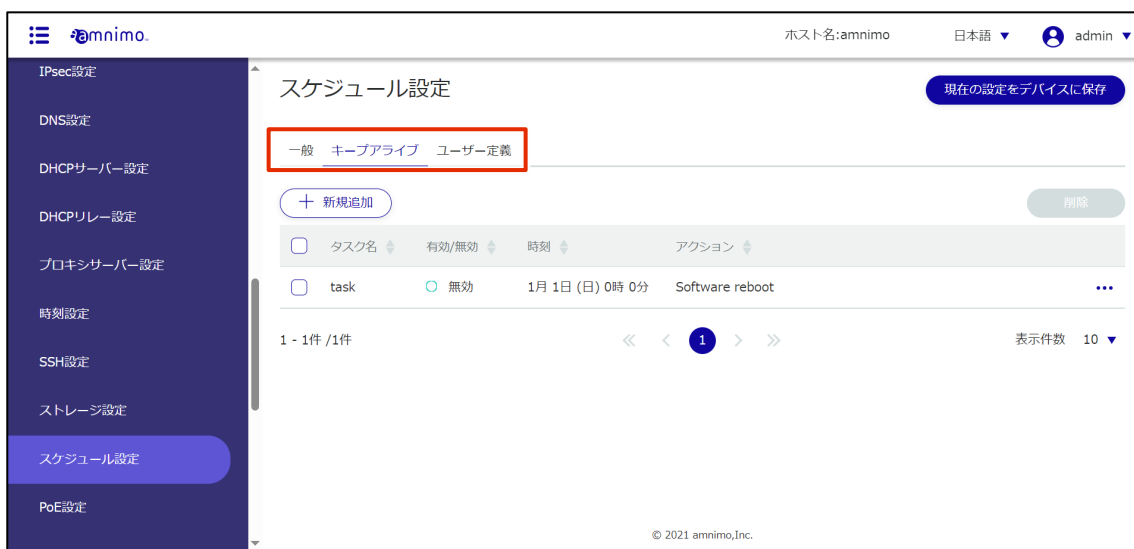 amnimo.
ホスト名:amnimo
日本語 ▼
admin ▼
IPsec設定
DNS設定
DHCPサーバー設定
DHCPリレー設定
プロキシサーバー設定
時刻設定
SSH設定
ストレージ設定
スケジュール設定
PoE設定
スケジュール設定
現在の設定をデバイスに保存
一般 キープアライブ ユーザー定義
+ 新規追加
削除
タスク名 有効/無効 時刻 アクション
task 無効 1月 1日 (日) 0時 0分 Software reboot
1 - 1件 /1件
1
表示件数 10 ▼
© 2021 amnimo,Inc.